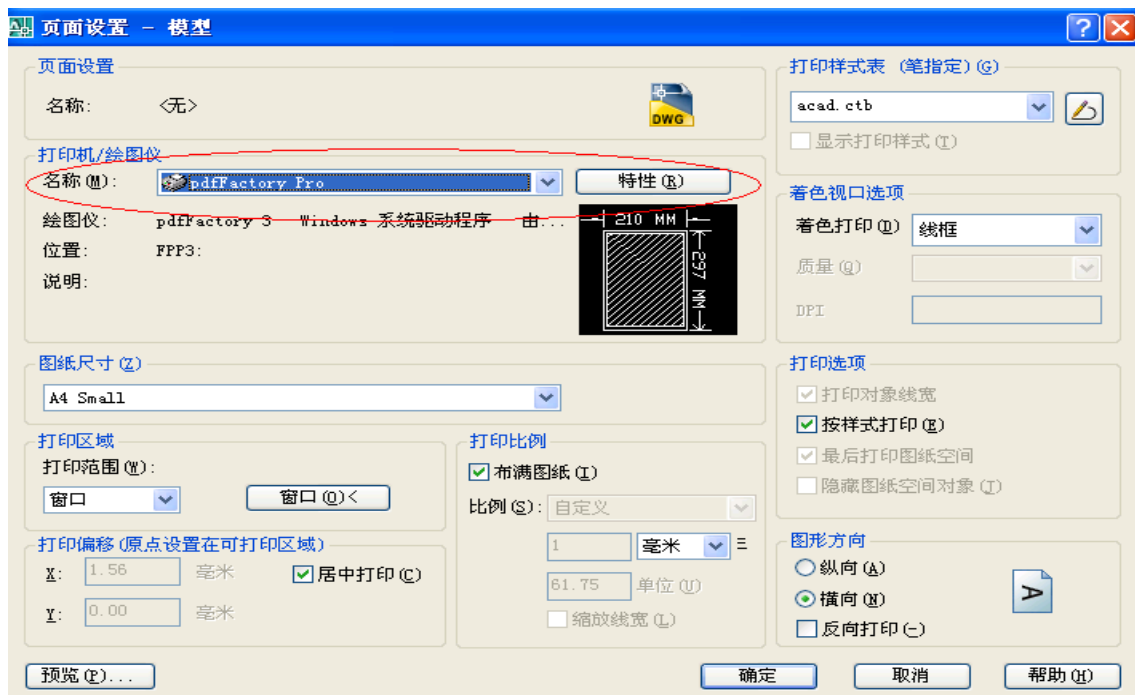 页面设置 - 模型
页面设置
名称: <无>
DWG
打印机/绘图仪
名称(M): pdfFactory Pro 特性(R)
绘图仪: pdfFactory 3 - Windows 系统驱动程序 - 由...
位置: FPP3:
说明:
210 MM
297 MM
图纸尺寸(Z)
A4 Small
打印区域
打印范围(W):
窗口 窗口(O)<
打印偏移(原点设置在可打印区域)
X: 1.56 毫米 居中打印(C)
Y: 0.00 毫米
打印比例
布满图纸(I)
比例(S): 自定义
1 毫米 =
61.75 单位(U)
缩放线宽(L)
打印样式表 (笔指定)(G)
acad.ctb
显示打印样式(T)
着色视口选项
着色打印(D) 线框
质量(Q)
DPI
打印选项
打印对象线宽
按样式打印(E)
最后打印图纸空间
隐藏图纸空间对象(J)
图形方向
纵向(A)
横向(N)
反向打印(-)
A
预览(P)... 确定 取消 帮助(H)